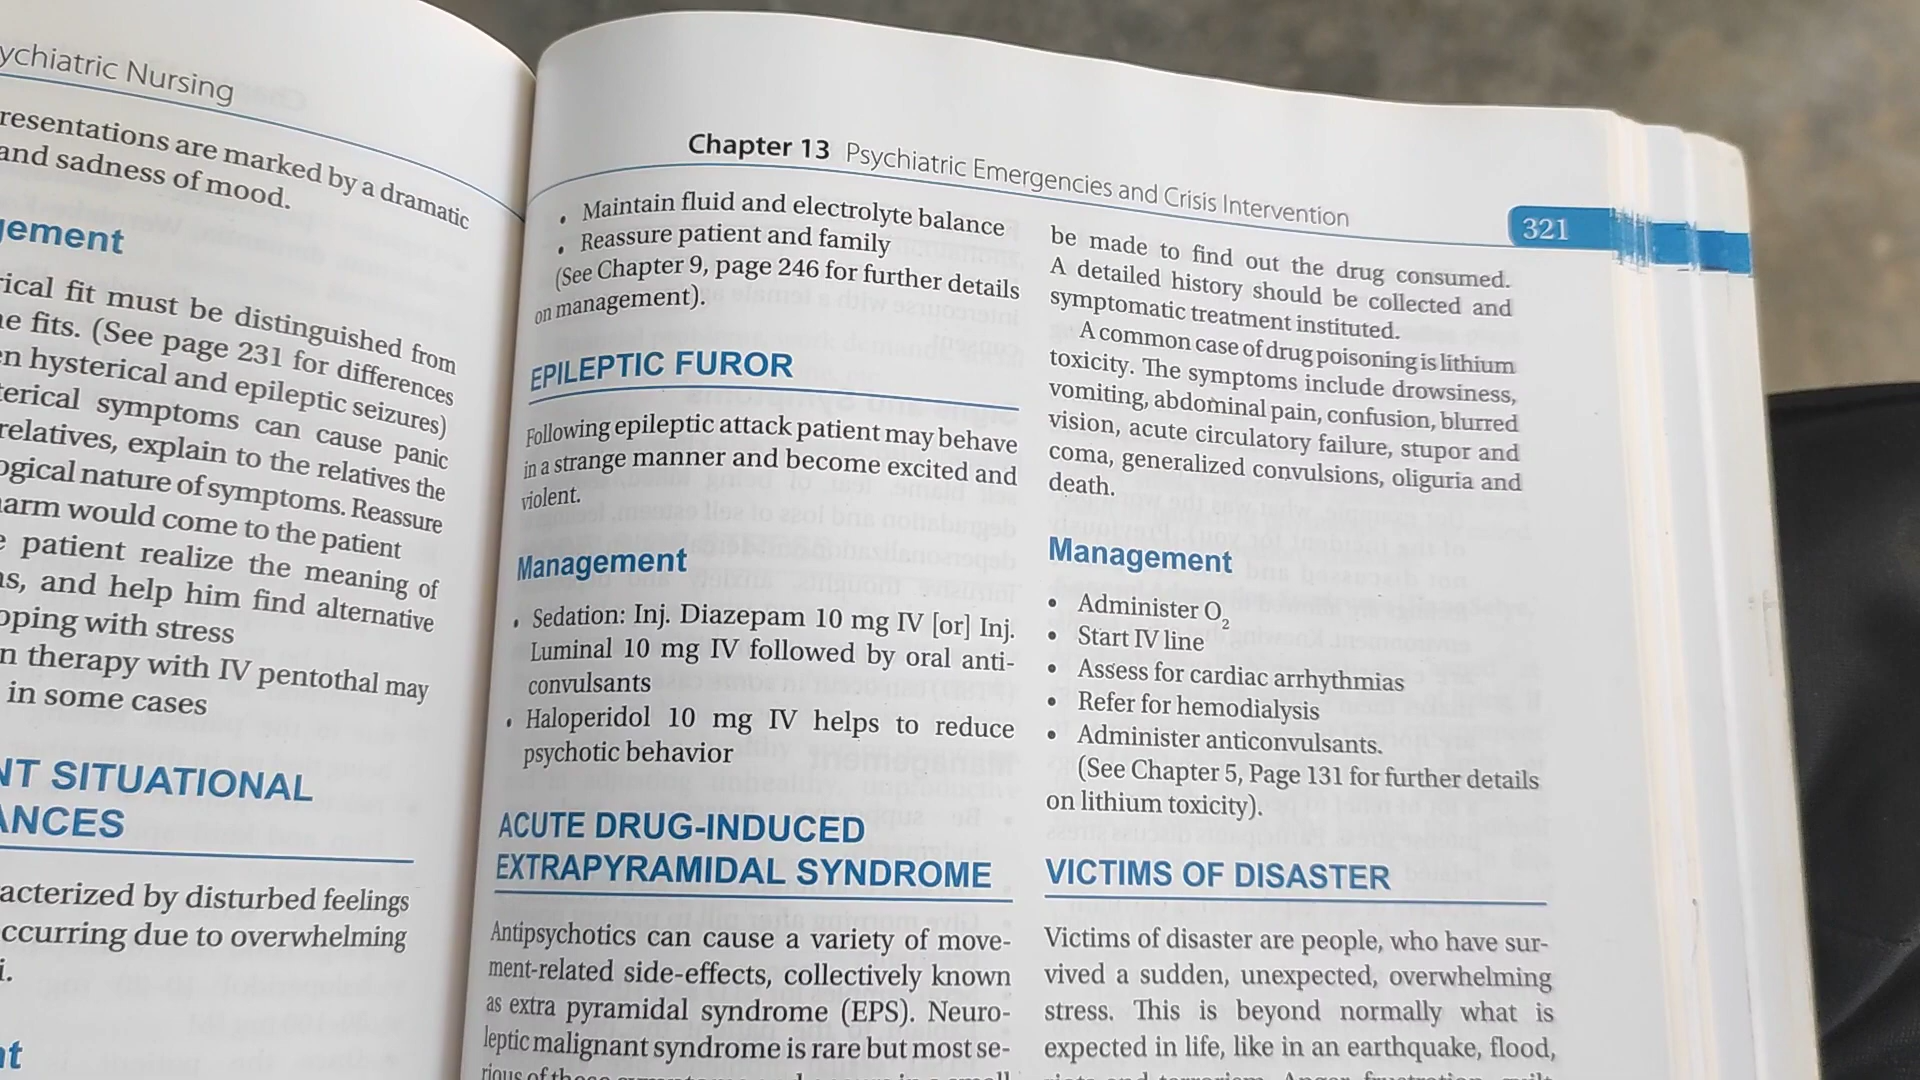 ychiatric Nursing
resentations are marked by a dramatic
and sadness of mood.
gement
rical fit must be distinguished from
ne fits. (See page 231 for differences
en hysterical and epileptic seizures)
terical symptoms can cause panic
relatives, explain to the relatives the
ogical nature of symptoms. Reassure
harm would come to the patient
e patient realize the meaning of
ns, and help him find alternative
oping with stress
n therapy with IV pentothal may
in some cases
NT SITUATIONAL
ANCES
acterized by disturbed feelings
ccurring due to overwhelming
i.
nt
Chapter 13 Psychiatric Emergencies and Crisis Intervention
321
• Maintain fluid and electrolyte balance
• Reassure patient and family
(See Chapter 9, page 246 for further details
on management).
EPILEPTIC FUROR
Following epileptic attack patient may behave
in a strange manner and become excited and
violent.
Management
• Sedation: Inj. Diazepam 10 mg IV [or] Inj.
Luminal 10 mg IV followed by oral anti-
convulsants
• Haloperidol 10 mg IV helps to reduce
psychotic behavior
ACUTE DRUG-INDUCED
EXTRAPYRAMIDAL SYNDROME
Antipsychotics can cause a variety of move-
ment-related side-effects, collectively known
as extra pyramidal syndrome (EPS). Neuro-
leptic malignant syndrome is rare but most se-
be made to find out the drug consumed.
A detailed history should be collected and
symptomatic treatment instituted.
A common case of drug poisoning is lithium
toxicity. The symptoms include drowsiness,
vomiting, abdominal pain, confusion, blurred
vision, acute circulatory failure, stupor and
coma, generalized convulsions, oliguria and
death.
Management
• Administer O₂
• Start IV line
• Assess for cardiac arrhythmias
• Refer for hemodialysis
• Administer anticonvulsants.
(See Chapter 5, Page 131 for further details
on lithium toxicity).
VICTIMS OF DISASTER
Victims of disaster are people, who have sur-
vived a sudden, unexpected, overwhelming
stress. This is beyond normally what is
expected in life, like in an earthquake, flood,